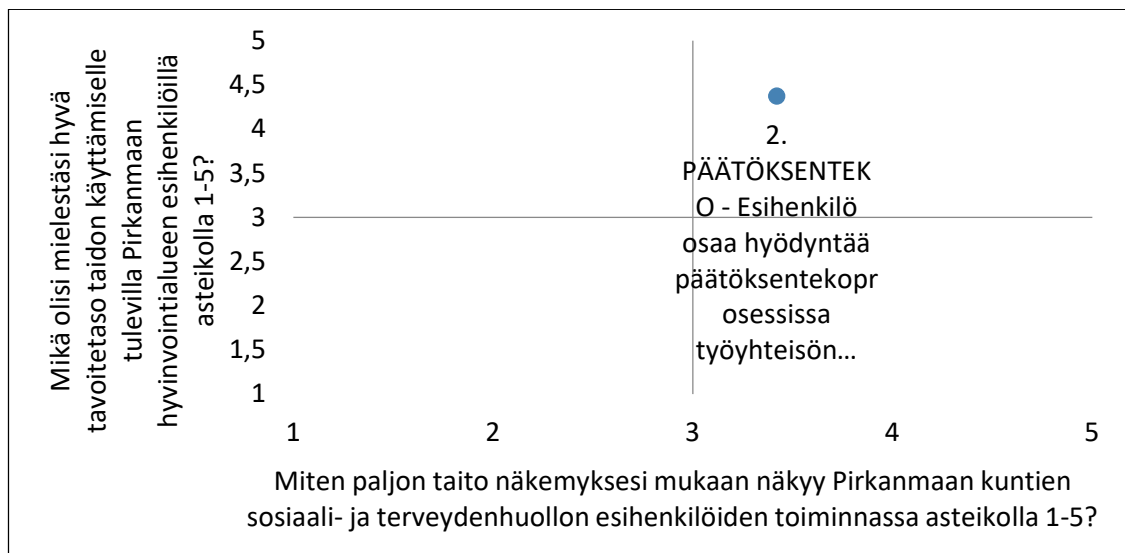 Mikä olisi mielestäsi hyvä
tavoitetaso taidon käyttämiselle
tulevilla Pirkanmaan
hyvinvointialueen esihenkilöillä
asteikolla 1-5?
5
4,5
4
3,5
3
2,5
2
1,5
1
2.
PÄÄTÖKSENTEK
O - Esihenkilö
osaa hyödyntää
päätöksentekopr
osessissa
työyhteisön...
1 2 3 4 5
Miten paljon taito näkemyksesi mukaan näkyy Pirkanmaan kuntien
sosiaali- ja terveydenhuollon esihenkilöiden toiminnassa asteikolla 1-5?